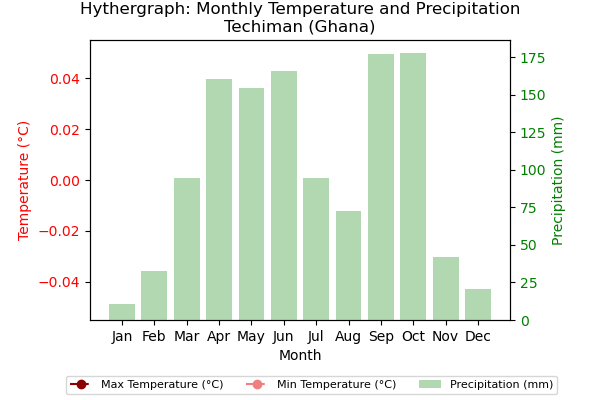 Hythergraph: Monthly Temperature and Precipitation
Techiman (Ghana)
Temperature (°C)
0.04
0.02
0.00
−0.02
−0.04
175
150
125
100
75
50
25
0
Precipitation (mm)
Jan Feb Mar Apr May Jun Jul Aug Sep Oct Nov Dec
Month
Max Temperature (°C) Min Temperature (°C) Precipitation (mm)